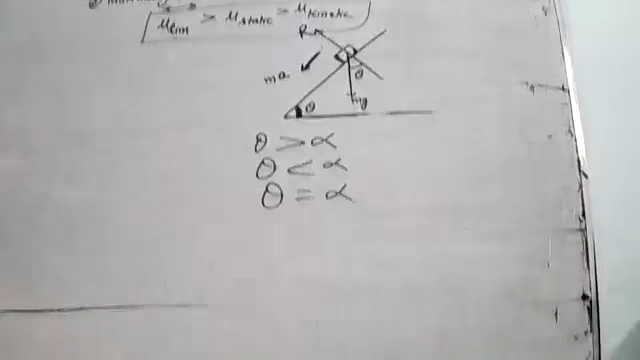 μlim > μstatic > μkinetic
R
θ
ma
mg
θ
θ > α
θ < α
θ = α